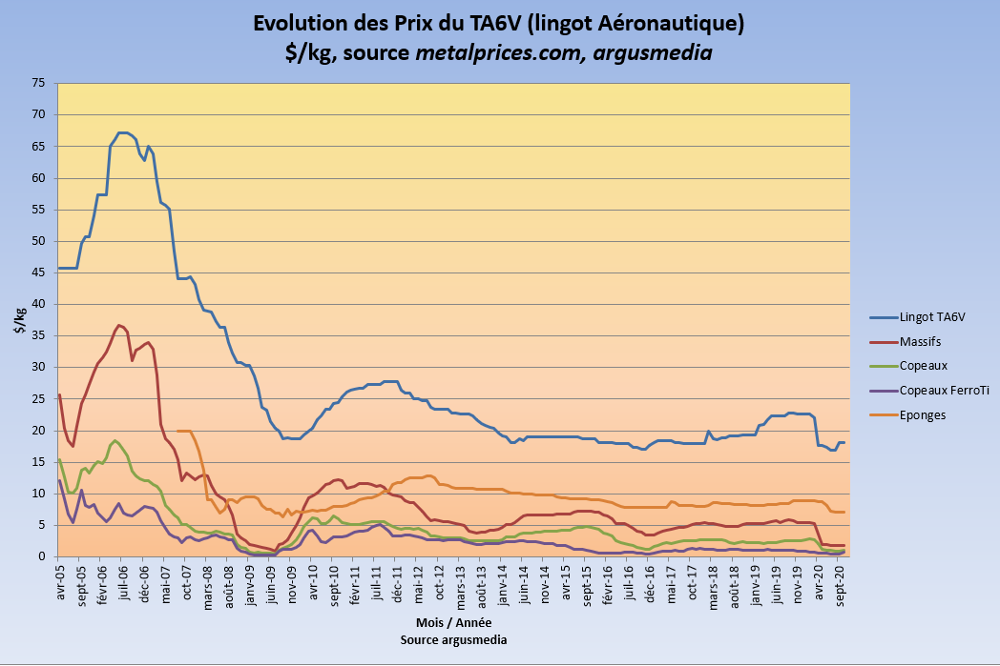 Evolution des Prix du TA6V (lingot Aéronautique)
$/kg, source metalprices.com, argusmedia
75
70
65
60
55
50
45
40
35
30
25
20
15
10
5
0
$/kg
avr-05
sept-05
févr-06
juil-06
déc-06
mai-07
oct-07
mars-08
août-08
janv-09
juin-09
nov-09
avr-10
sept-10
févr-11
juil-11
déc-11
mai-12
oct-12
mars-13
août-13
janv-14
juin-14
nov-14
avr-15
sept-15
févr-16
juil-16
déc-16
mai-17
oct-17
mars-18
août-18
janv-19
juin-19
nov-19
avr-20
sept-20
Mois / Année
Source argusmedia
Lingot TA6V
Massifs
Copeaux
Copeaux FerroTi
Eponges